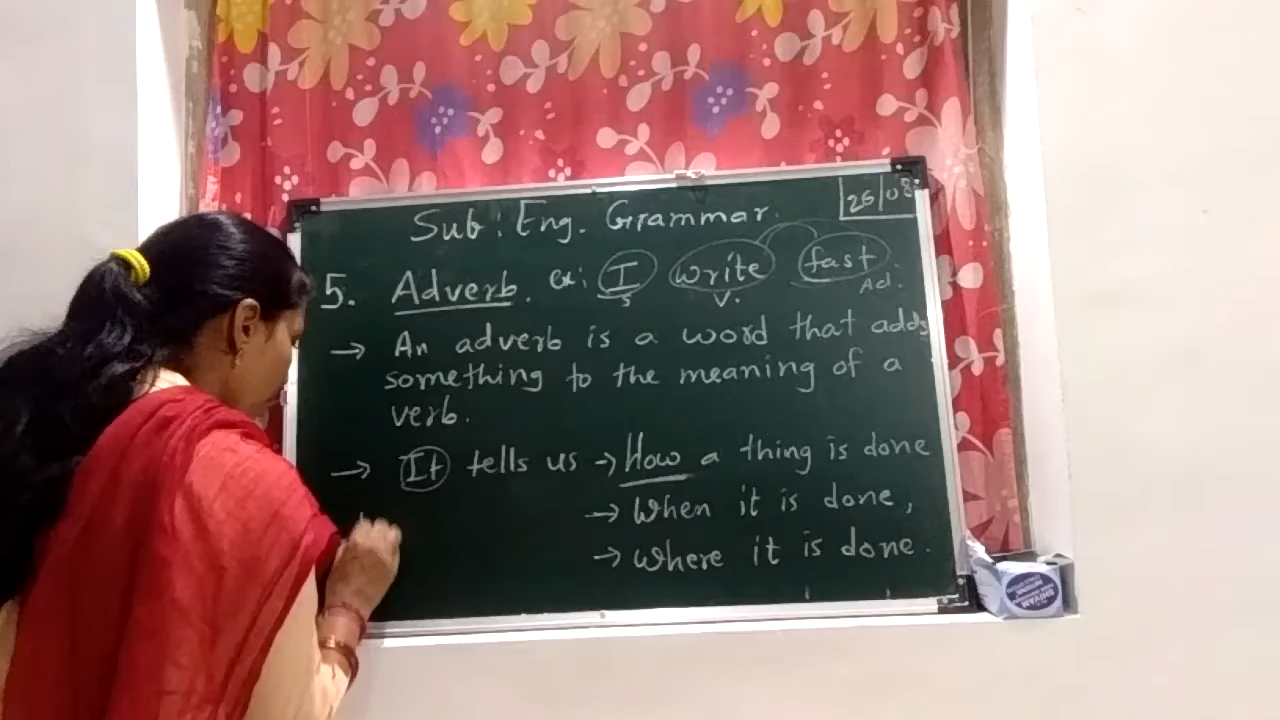 26/08
Sub: Eng. Grammar.
5. Adverb. ex: I write fast
s v. Ad.
→ An adverb is a word that adds
something to the meaning of a
verb.
→ It tells us → How a thing is done
→ When it is done,
→ Where it is done.
SHIVAM